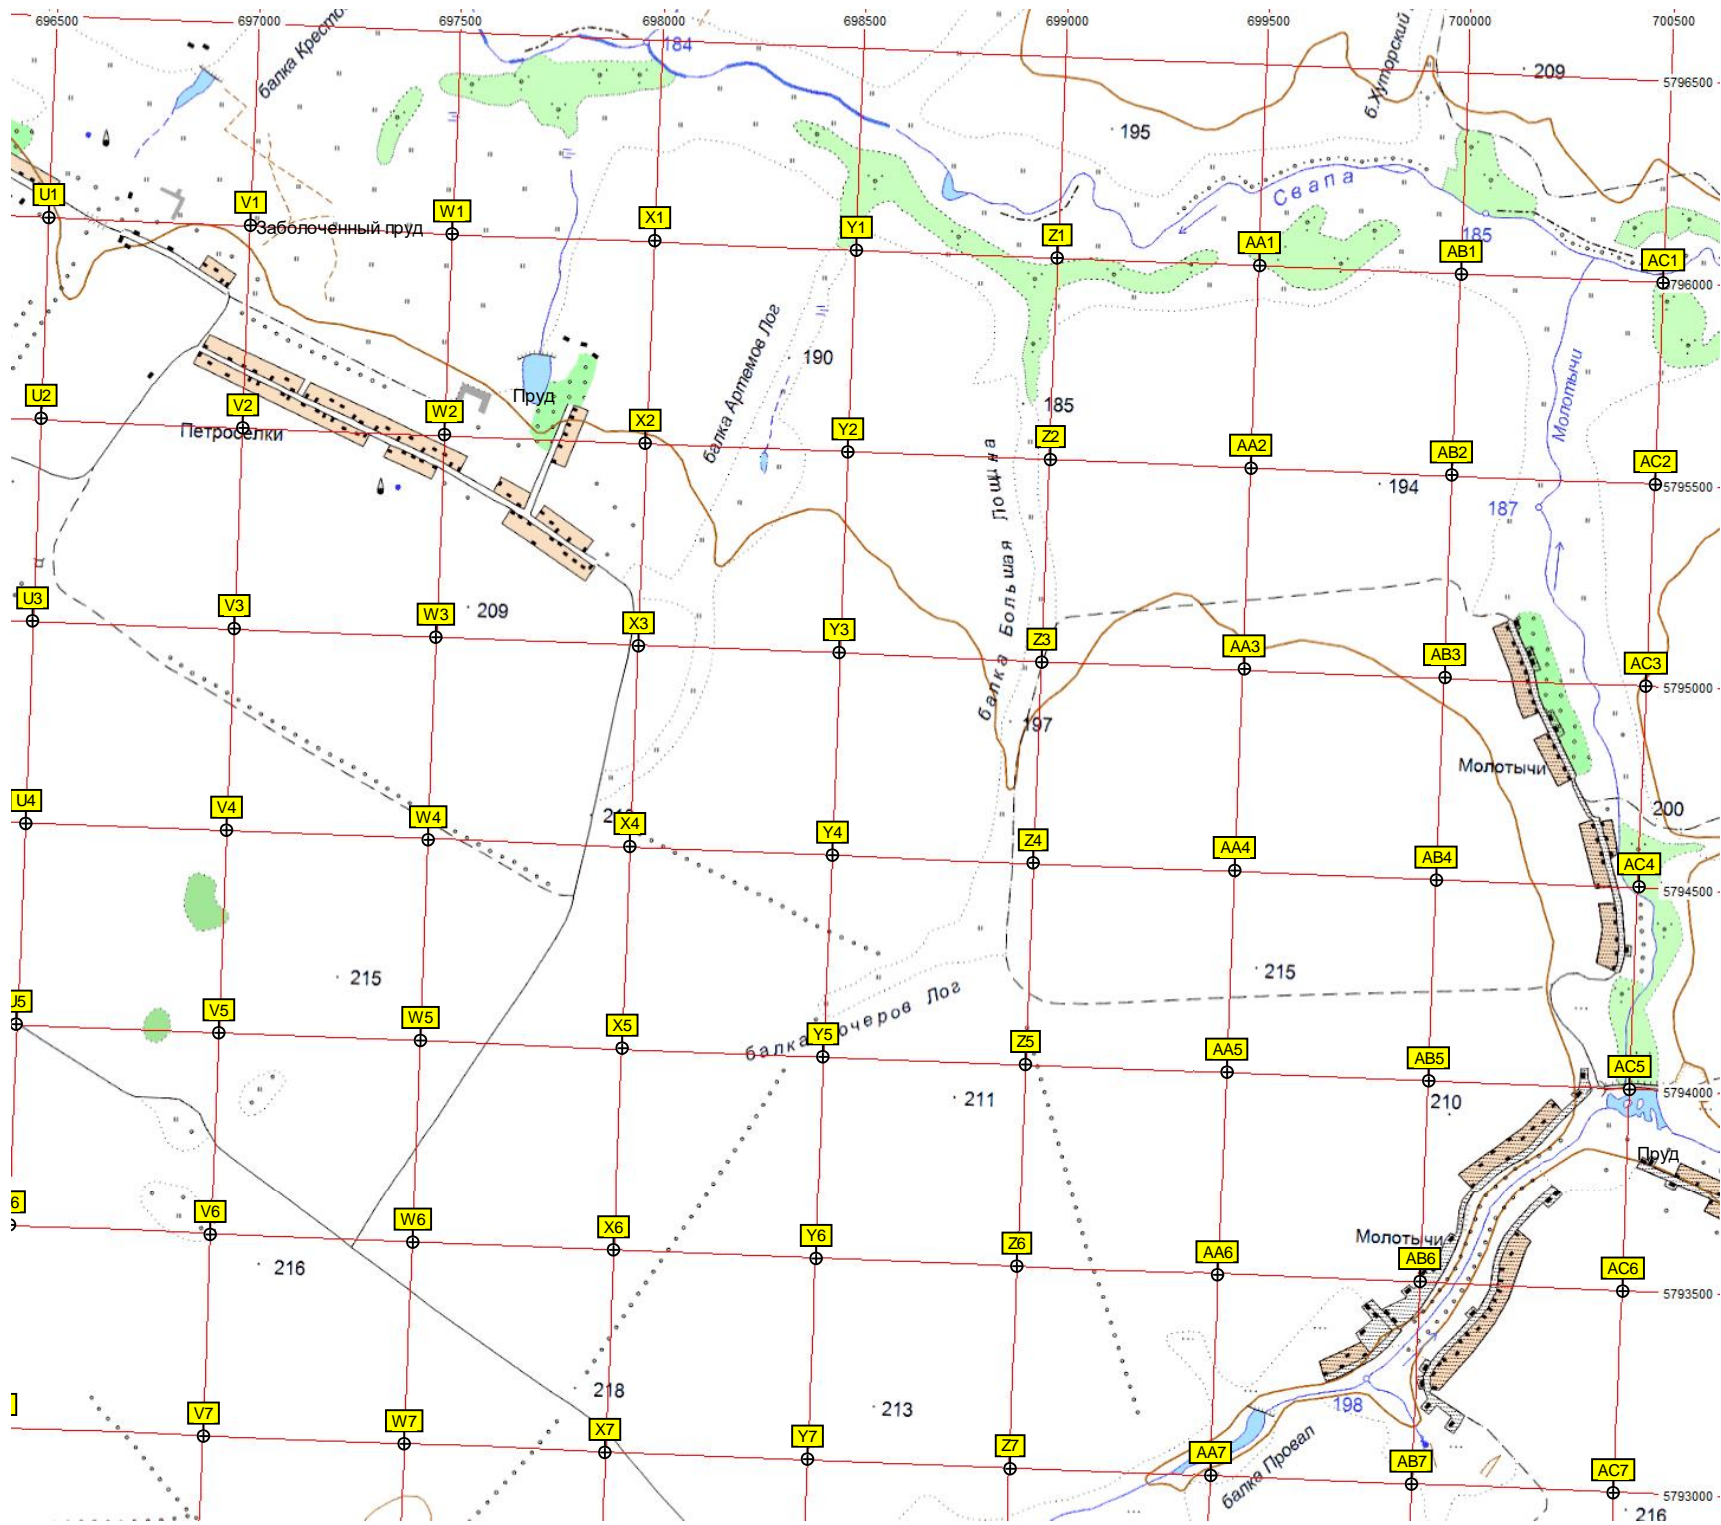 696500 697000 697500 698000 698500 699000 699500 700000 700500
184
209
5796500
балка Кресто
б.Хуторский
195
Свапа
185
U1 V1 W1 X1 Y1 Z1 AA1 AB1 AC1
Заболоченный пруд
5796000
балка Артемов Лог
190
Молотычи
Пруд
185
U2 V2 W2 X2 Y2 Z2 AA2 AB2 AC2
Петроселки
194
5795500
187
балка Большая Лощина
209
U3 V3 W3 X3 Y3 Z3 AA3 AB3 AC3
5795000
197
Молотычи
200
U4 V4 W4 X4 Y4 Z4 AA4 AB4 AC4
5794500
215
215
U5 V5 W5 X5 Y5 Z5 AA5 AB5 AC5
балка очеров Лог
5794000
211
210
Пруд
6 V6 W6 X6 Y6 Z6 AA6 AB6 AC6
Молотычи
216
5793500
218
213
198
V7 W7 X7 Y7 Z7 AA7 AB7 AC7
балка Провал
5793000
216